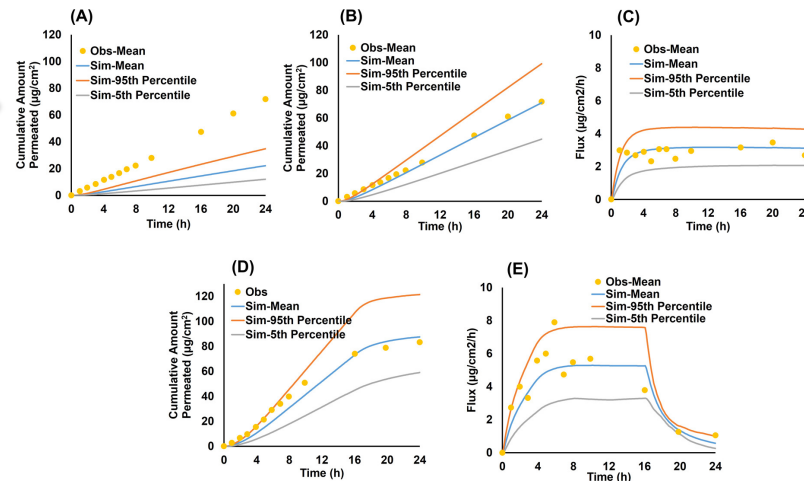 (A)
120
100
80
60
40
20
0
0
4
8
12
16
20
24
Cumulative Amount
Permeated (µg/cm²)
Time (h)
Obs-Mean
Sim-Mean
Sim-95th Percentile
Sim-5th Percentile
(B)
120
100
80
60
40
20
0
0
4
8
12
16
20
24
Cumulative Amount
Permeated (µg/cm²)
Time (h)
Obs-Mean
Sim-Mean
Sim-95th Percentile
Sim-5th Percentile
(C)
10
8
6
4
2
0
0
4
8
12
16
20
Flux (µg/cm2/h)
Time (h)
Obs-Mean
Sim-Mean
Sim-95th Percentile
Sim-5th Percentile
(D)
120
100
80
60
40
20
0
0
4
8
12
16
20
24
Cumulative Amount
Permeated (µg/cm²)
Time (h)
Obs
Sim-Mean
Sim-95th Percentile
Sim-5th Percentile
(E)
10
8
6
4
2
0
0
4
8
12
16
20
24
Flux (µg/cm2/h)
Time (h)
Obs-Mean
Sim-Mean
Sim-95th Percentile
Sim-5th Percentile